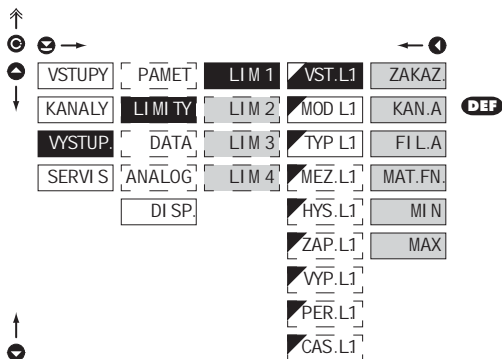 VSTUPY PAMET LIM 1 VST.L1 ZAKAZ.
KANALY LIMITY LIM 2 MOD L1 KAN.A DEF
VYSTUP. DATA LIM 3 TYP L1 FIL.A
SERVIS ANALOG LIM 4 MEZ.L1 MAT.FN.
DISP. HYS.L1 MIN
ZAP.L1 MAX
VYP.L1
PER.L1
CAS.L1